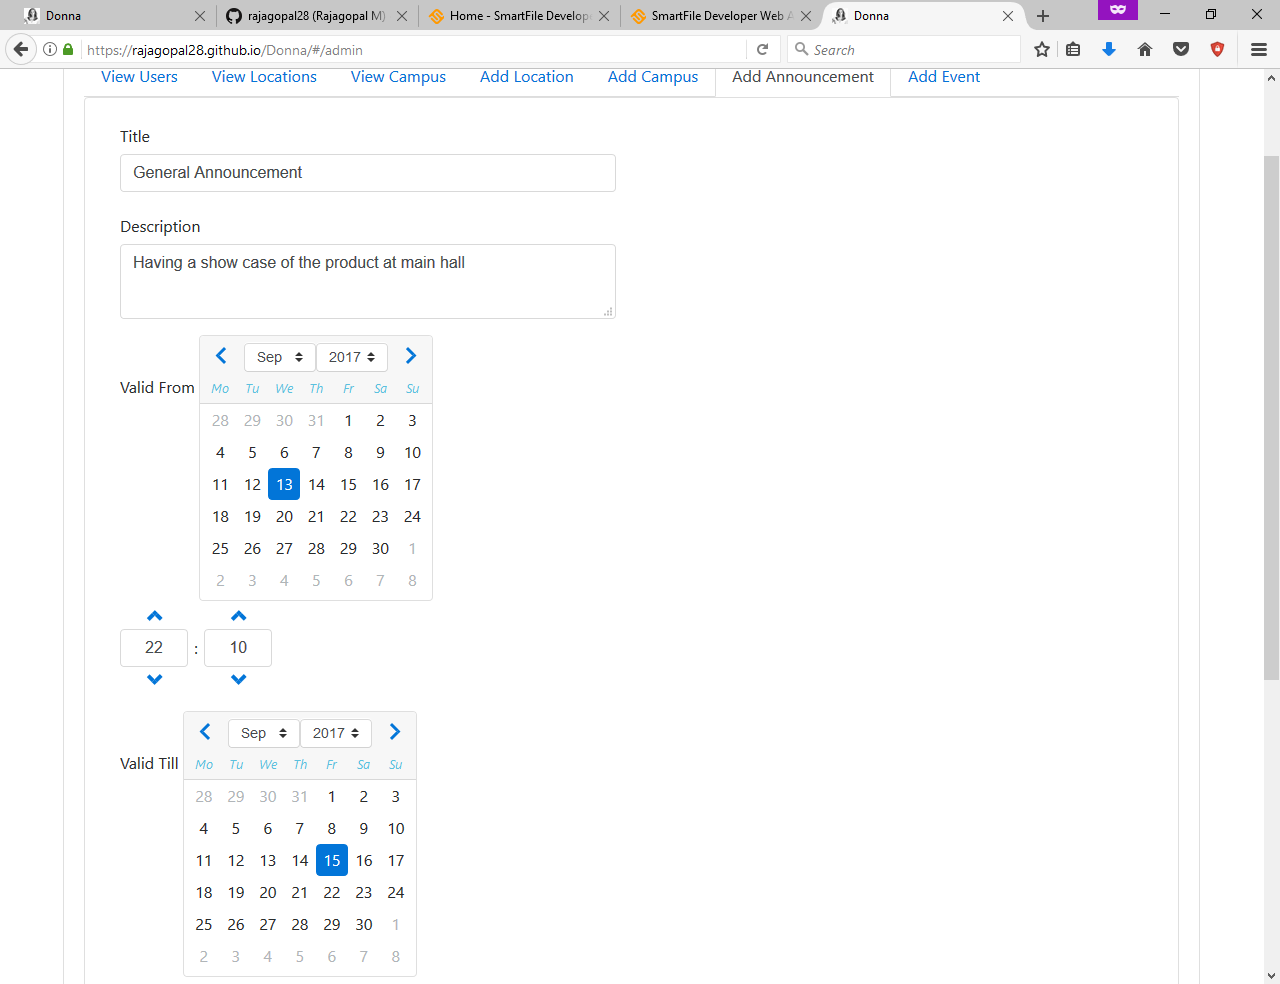 Donna
rajagopal28 (Rajagopal M)
Home - SmartFile Develop
SmartFile Developer Web A
Donna
https://rajagopal28.github.io/Donna/#/admin
Search
View Users
View Locations
View Campus
Add Location
Add Campus
Add Announcement
Add Event
Title
General Announcement
Description
Having a show case of the product at main hall
Valid From
Sep 2017
Mo Tu We Th Fr Sa Su
28 29 30 31 1 2 3
4 5 6 7 8 9 10
11 12 13 14 15 16 17
18 19 20 21 22 23 24
25 26 27 28 29 30 1
2 3 4 5 6 7 8
22 : 10
Valid Till
Sep 2017
Mo Tu We Th Fr Sa Su
28 29 30 31 1 2 3
4 5 6 7 8 9 10
11 12 13 14 15 16 17
18 19 20 21 22 23 24
25 26 27 28 29 30 1
2 3 4 5 6 7 8